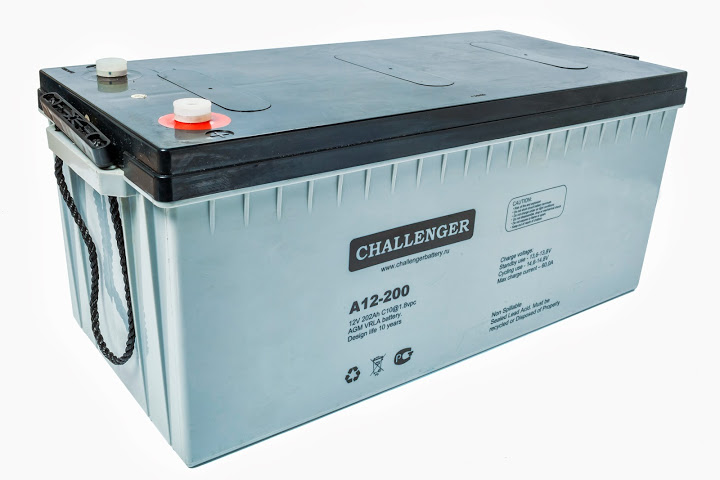 CHALLENGER
www.challengerbattery.ru
A12-200
12V 202Ah C10@1.8vpc
AGM VRLA battery
Design life 10 years
CAUTION:
Charge voltage:
Standby use - 13.6-13.8V
Cycling use - 14.6-14.8V
Max charge current – 60.0A
Non Spillable
Sealed Lead Acid. Must be
recycled or Disposed of Properly